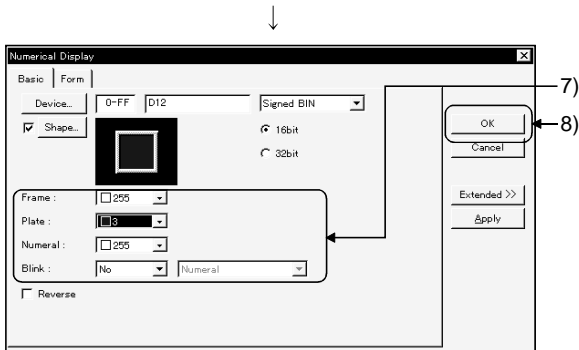 Numerical Display
Basic Form
Device... 0-FF D12 Signed BIN
Shape... 16bit
32bit
Frame : 255
Plate : 3
Numeral : 255
Blink : No Numeral
Reverse
OK
Cancel
Extended >>
Apply
7)
8)